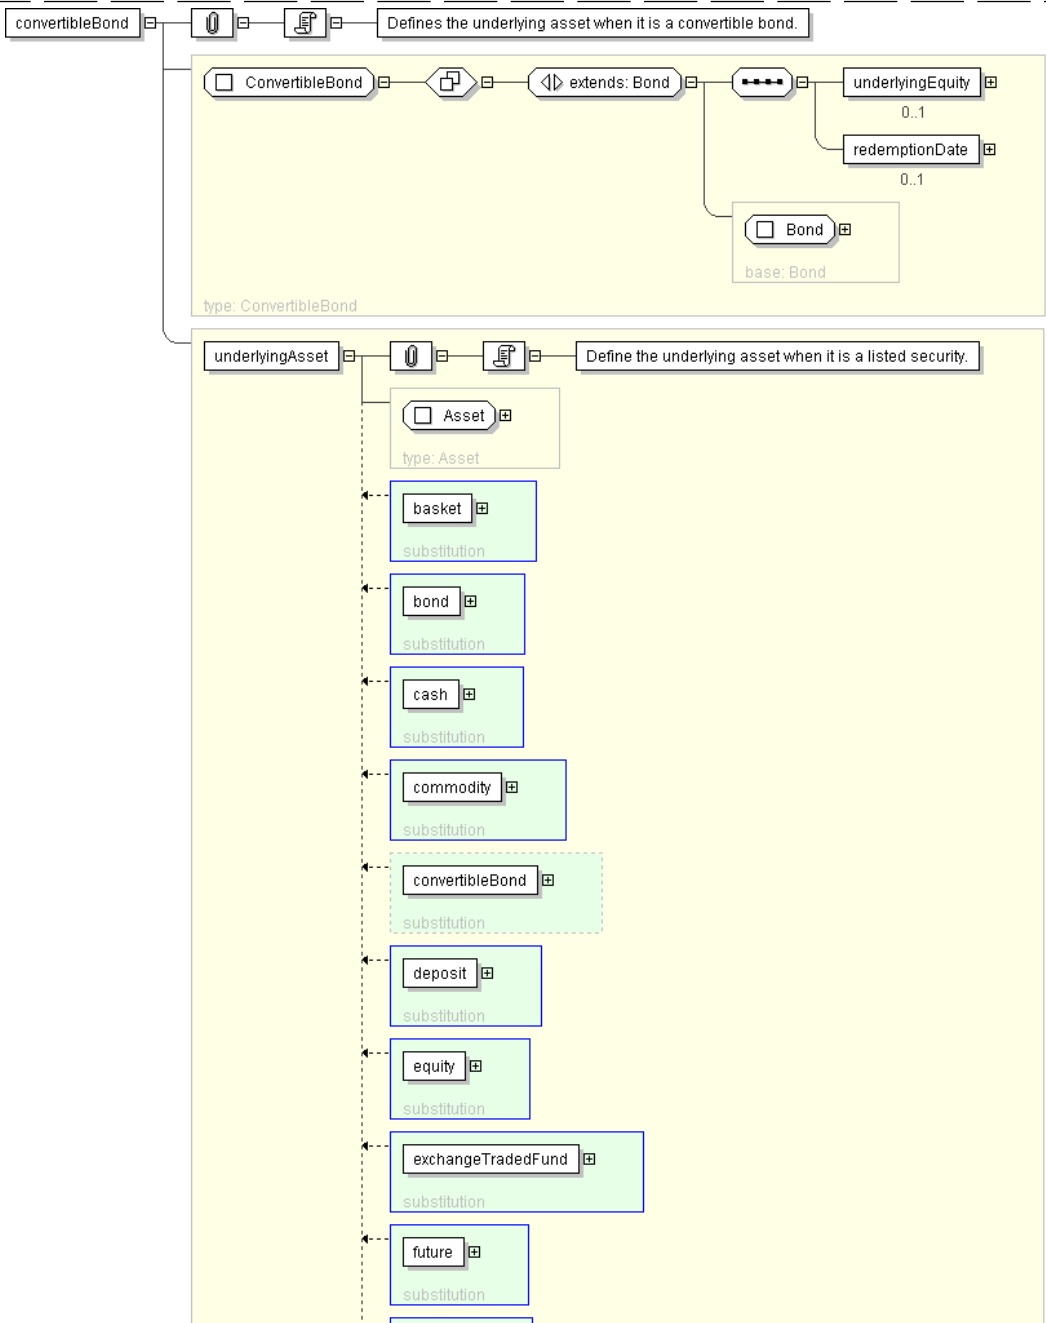 convertibleBond
Defines the underlying asset when it is a convertible bond.
ConvertibleBond
extends: Bond
underlyingEquity
0..1
redemptionDate
0..1
Bond
base: Bond
type: ConvertibleBond
underlyingAsset
Define the underlying asset when it is a listed security.
Asset
type: Asset
basket
substitution
bond
substitution
cash
substitution
commodity
substitution
convertibleBond
substitution
deposit
substitution
equity
substitution
exchangeTradedFund
substitution
future
substitution